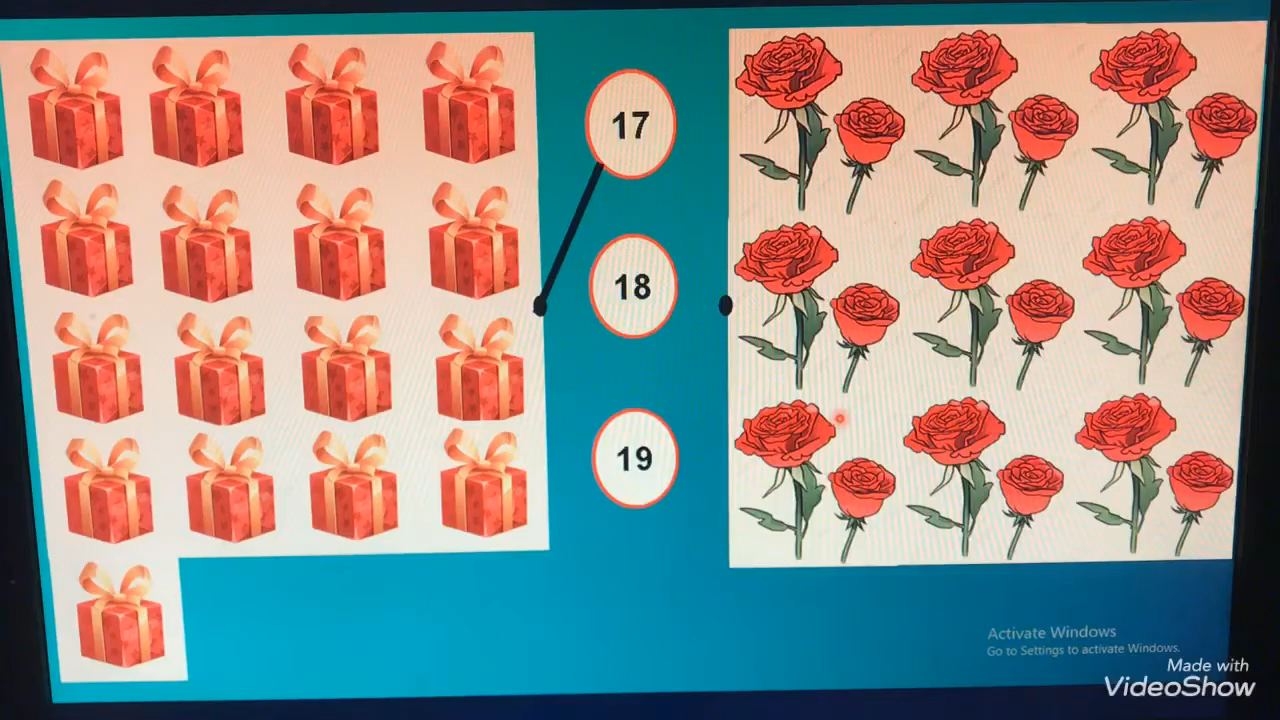 17
18
19
Activate Windows
Go to Settings to activate Windows.
Made with
VideoShow